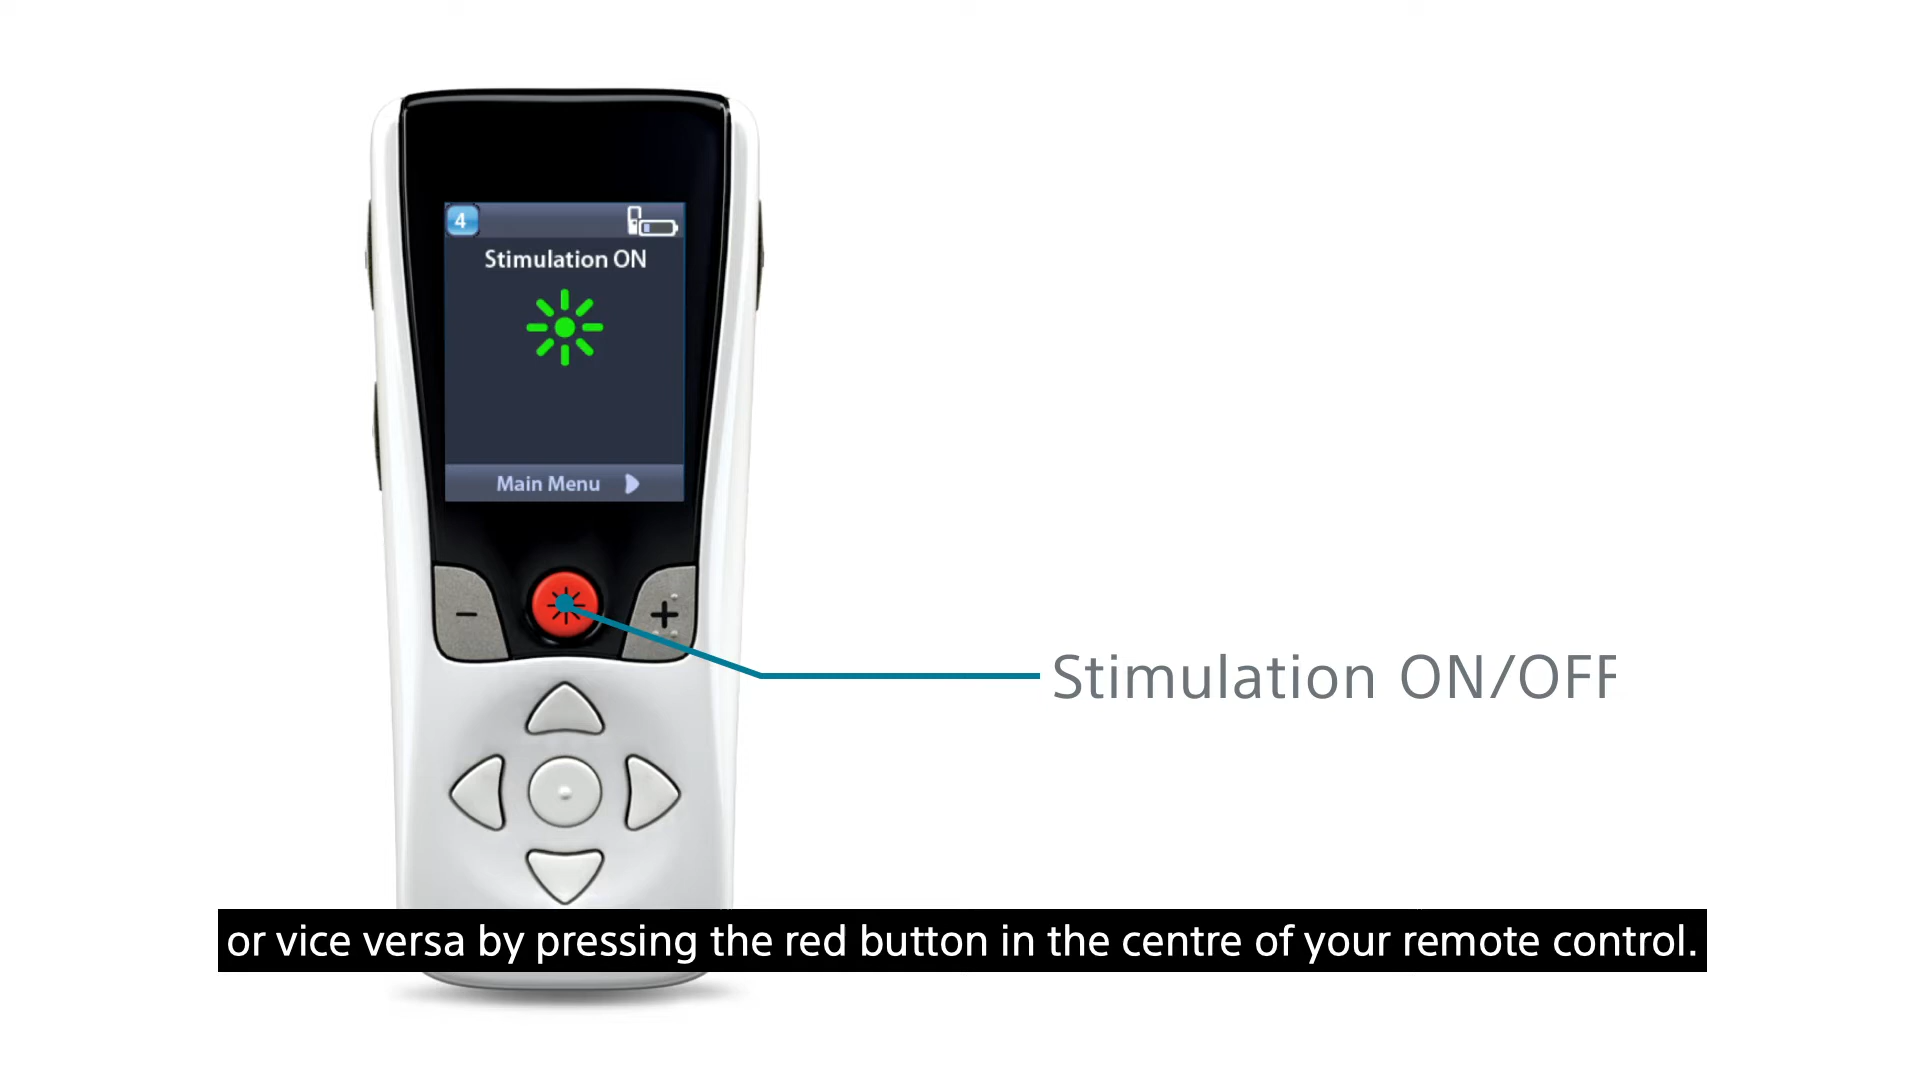 4
Stimulation ON
Main Menu
-
+
Stimulation ON/OFF
or vice versa by pressing the red button in the centre of your remote control.